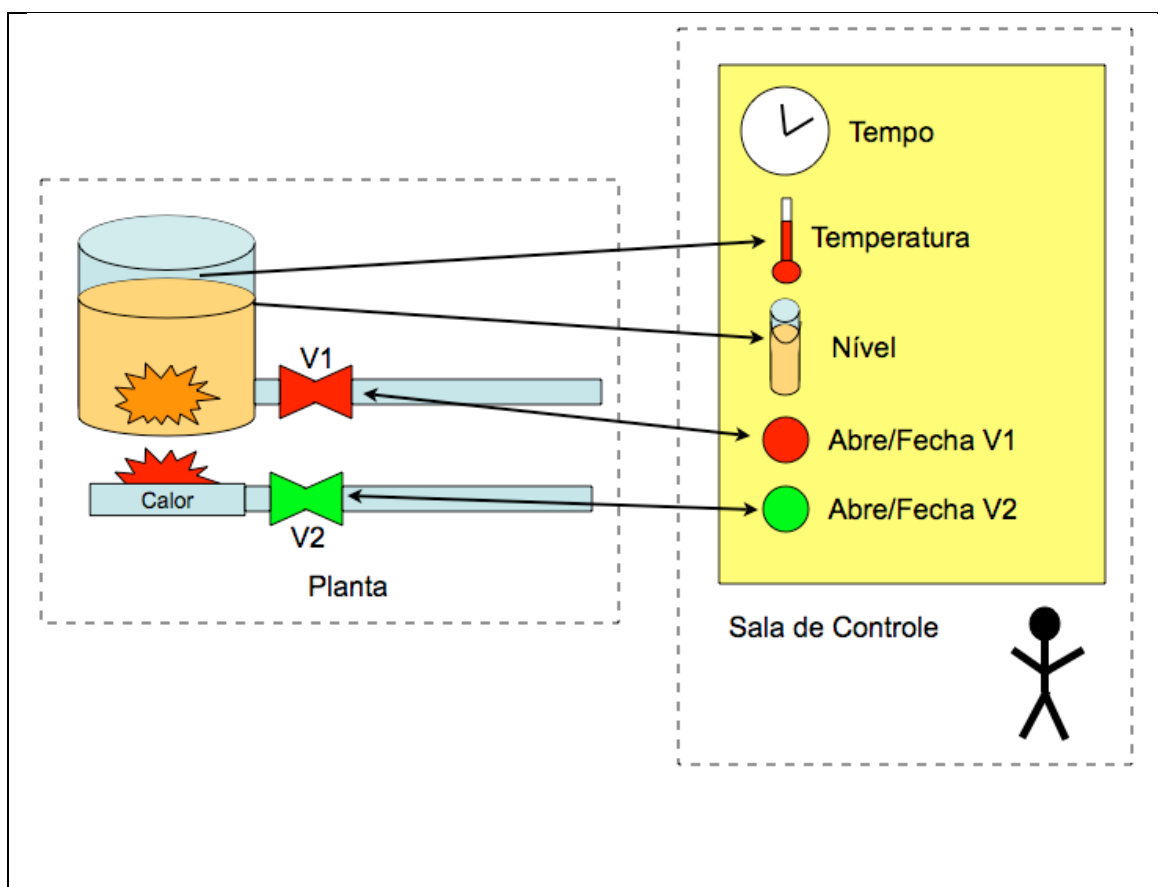 Tempo
Temperatura
Nível
V1
Abre/Fecha V1
Calor
Abre/Fecha V2
V2
Planta
Sala de Controle